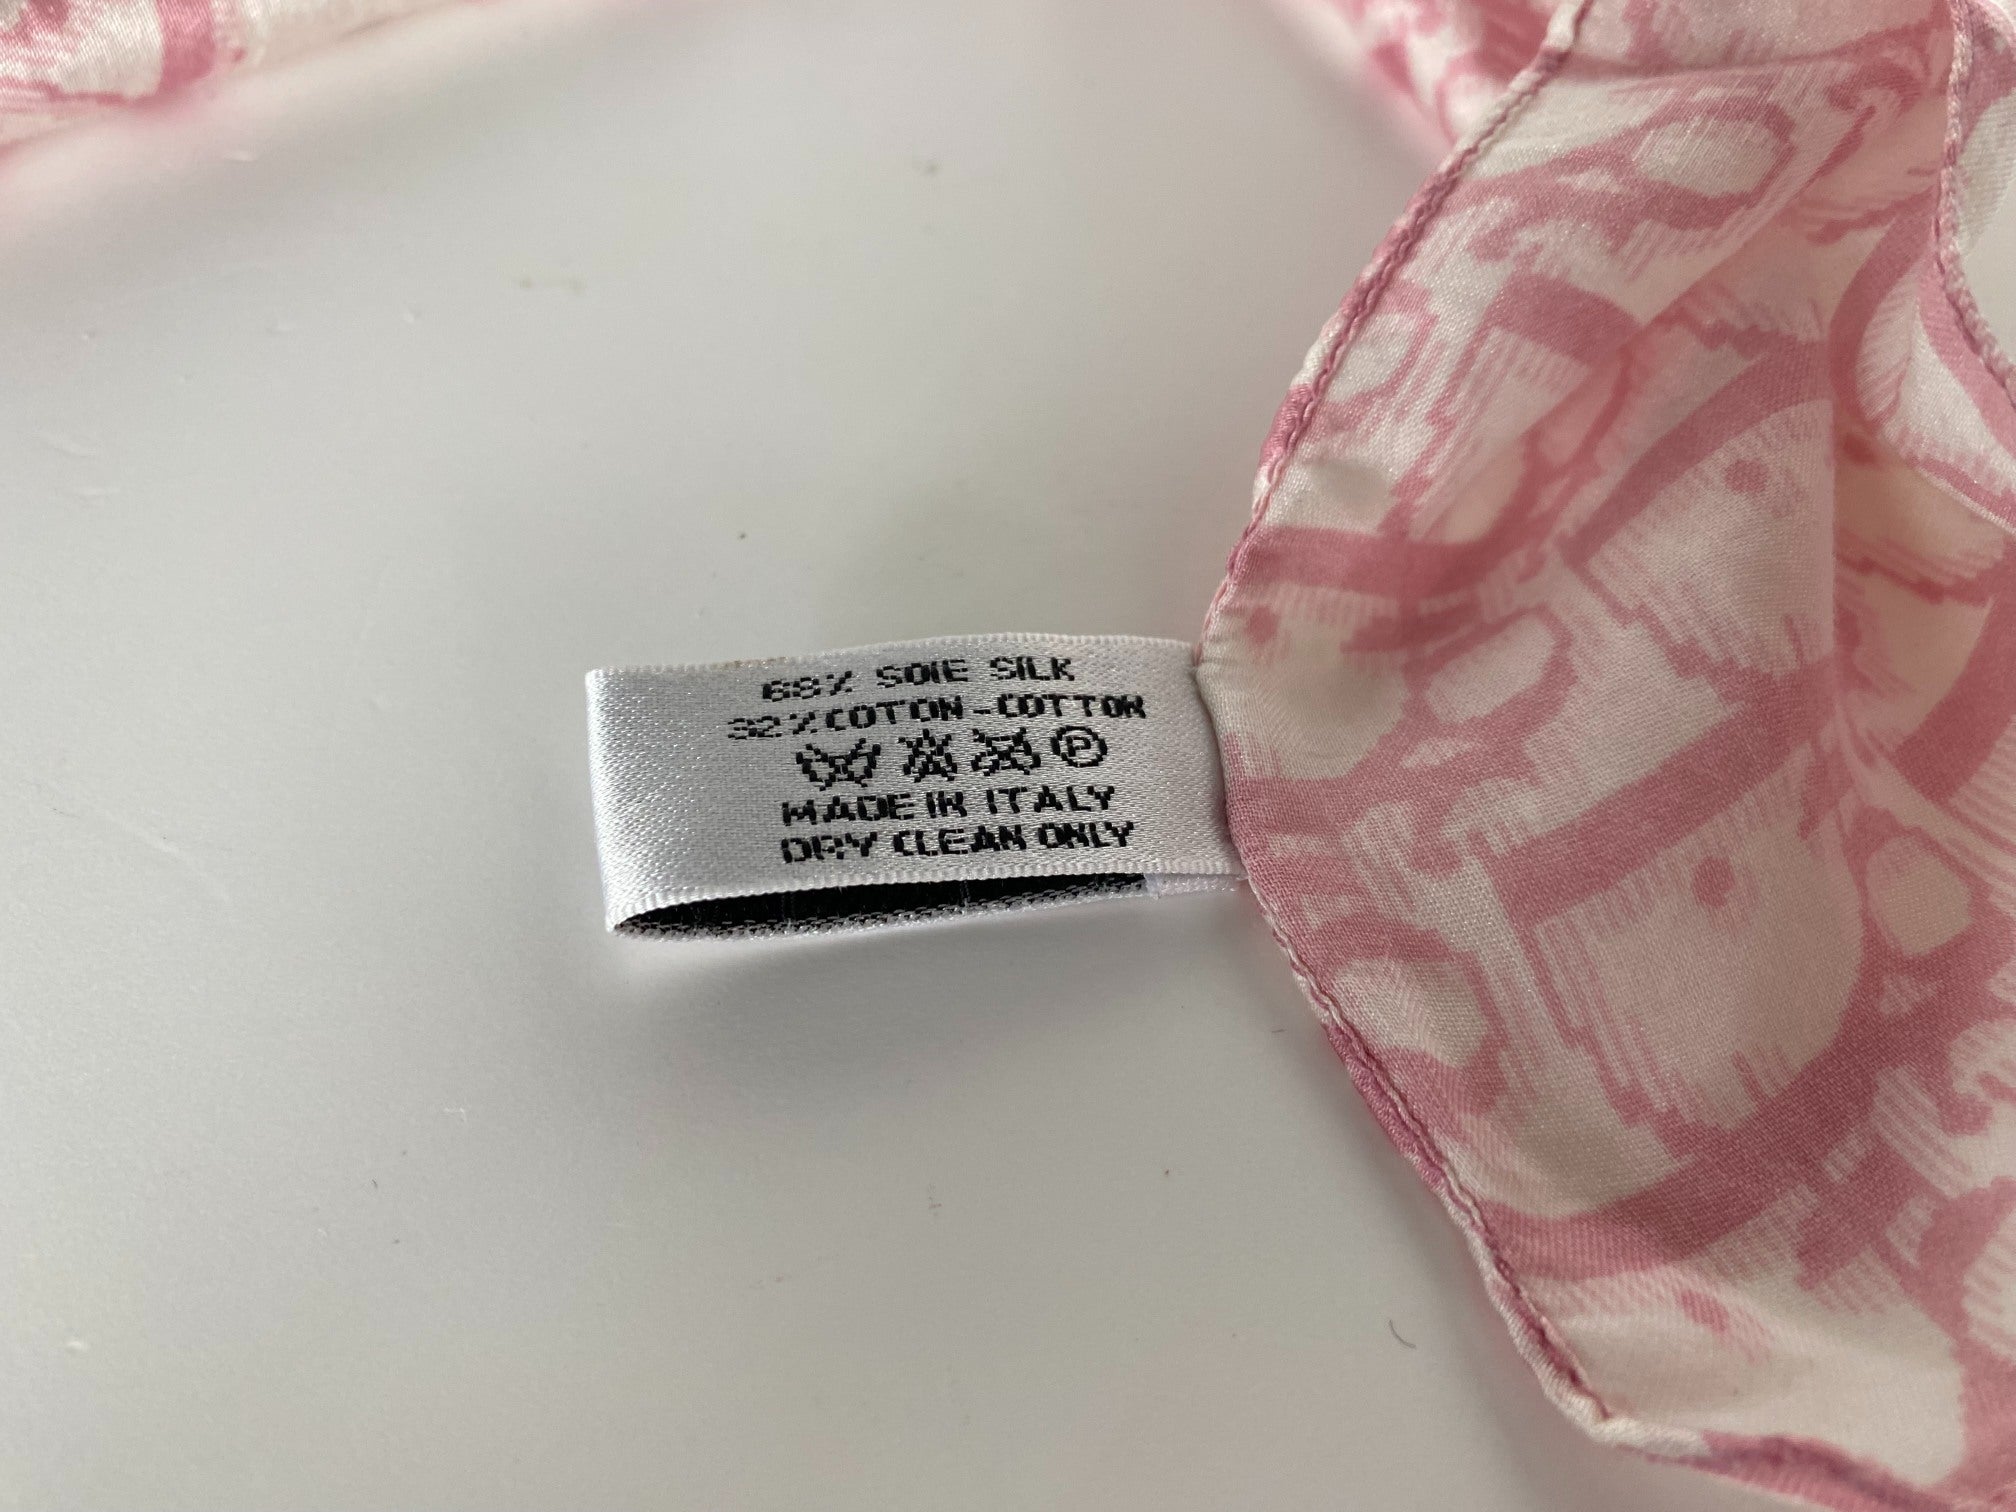 68% SOIE SILK
32% COTON-COTTON
P
MADE IN ITALY
DRY CLEAN ONLY